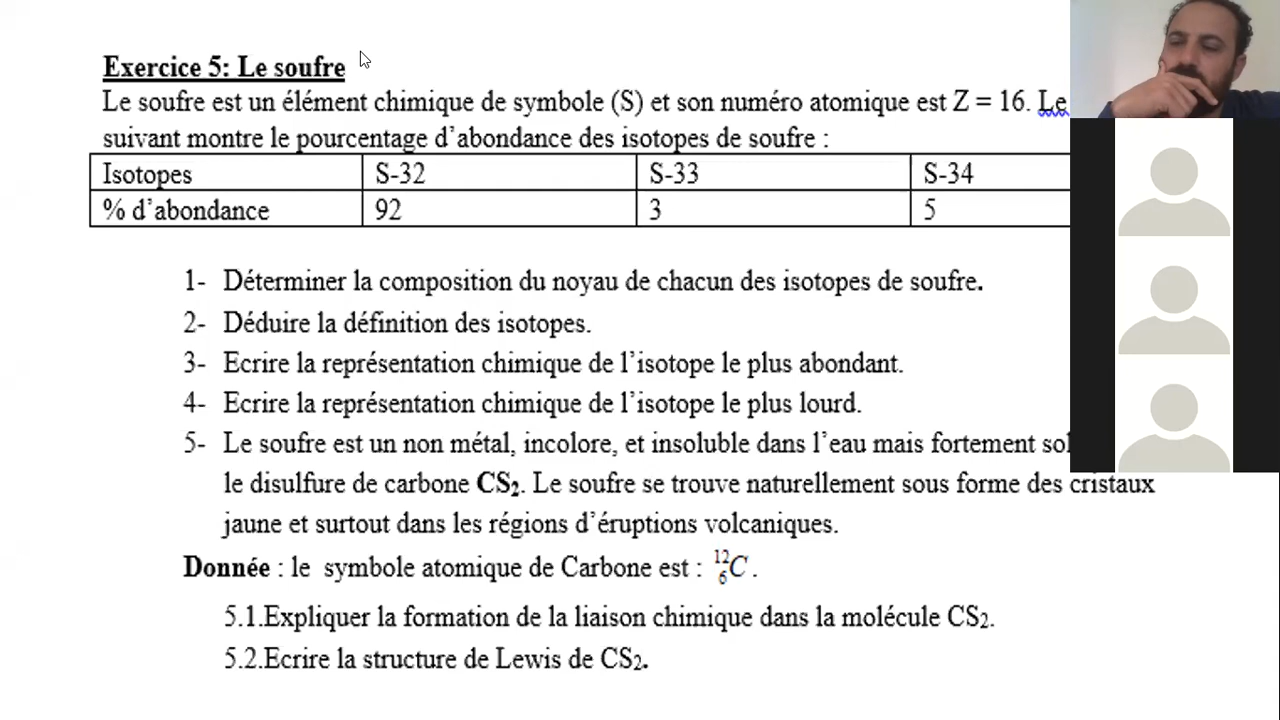 Exercice 5: Le soufre
Le soufre est un élément chimique de symbole (S) et son numéro atomique est Z = 16. Le
suivant montre le pourcentage d'abondance des isotopes de soufre :
Isotopes S-32 S-33 S-34
% d'abondance 92 3 5
1- Déterminer la composition du noyau de chacun des isotopes de soufre.
2- Déduire la définition des isotopes.
3- Ecrire la représentation chimique de l'isotope le plus abondant.
4- Ecrire la représentation chimique de l'isotope le plus lourd.
5- Le soufre est un non métal, incolore, et insoluble dans l'eau mais fortement
le disulfure de carbone CS₂. Le soufre se trouve naturellement sous forme des cristaux
jaune et surtout dans les régions d'éruptions volcaniques.
Donnée : le symbole atomique de Carbone est : ¹²₆C .
5.1.Expliquer la formation de la liaison chimique dans la molécule CS₂.
5.2.Ecrire la structure de Lewis de CS₂.